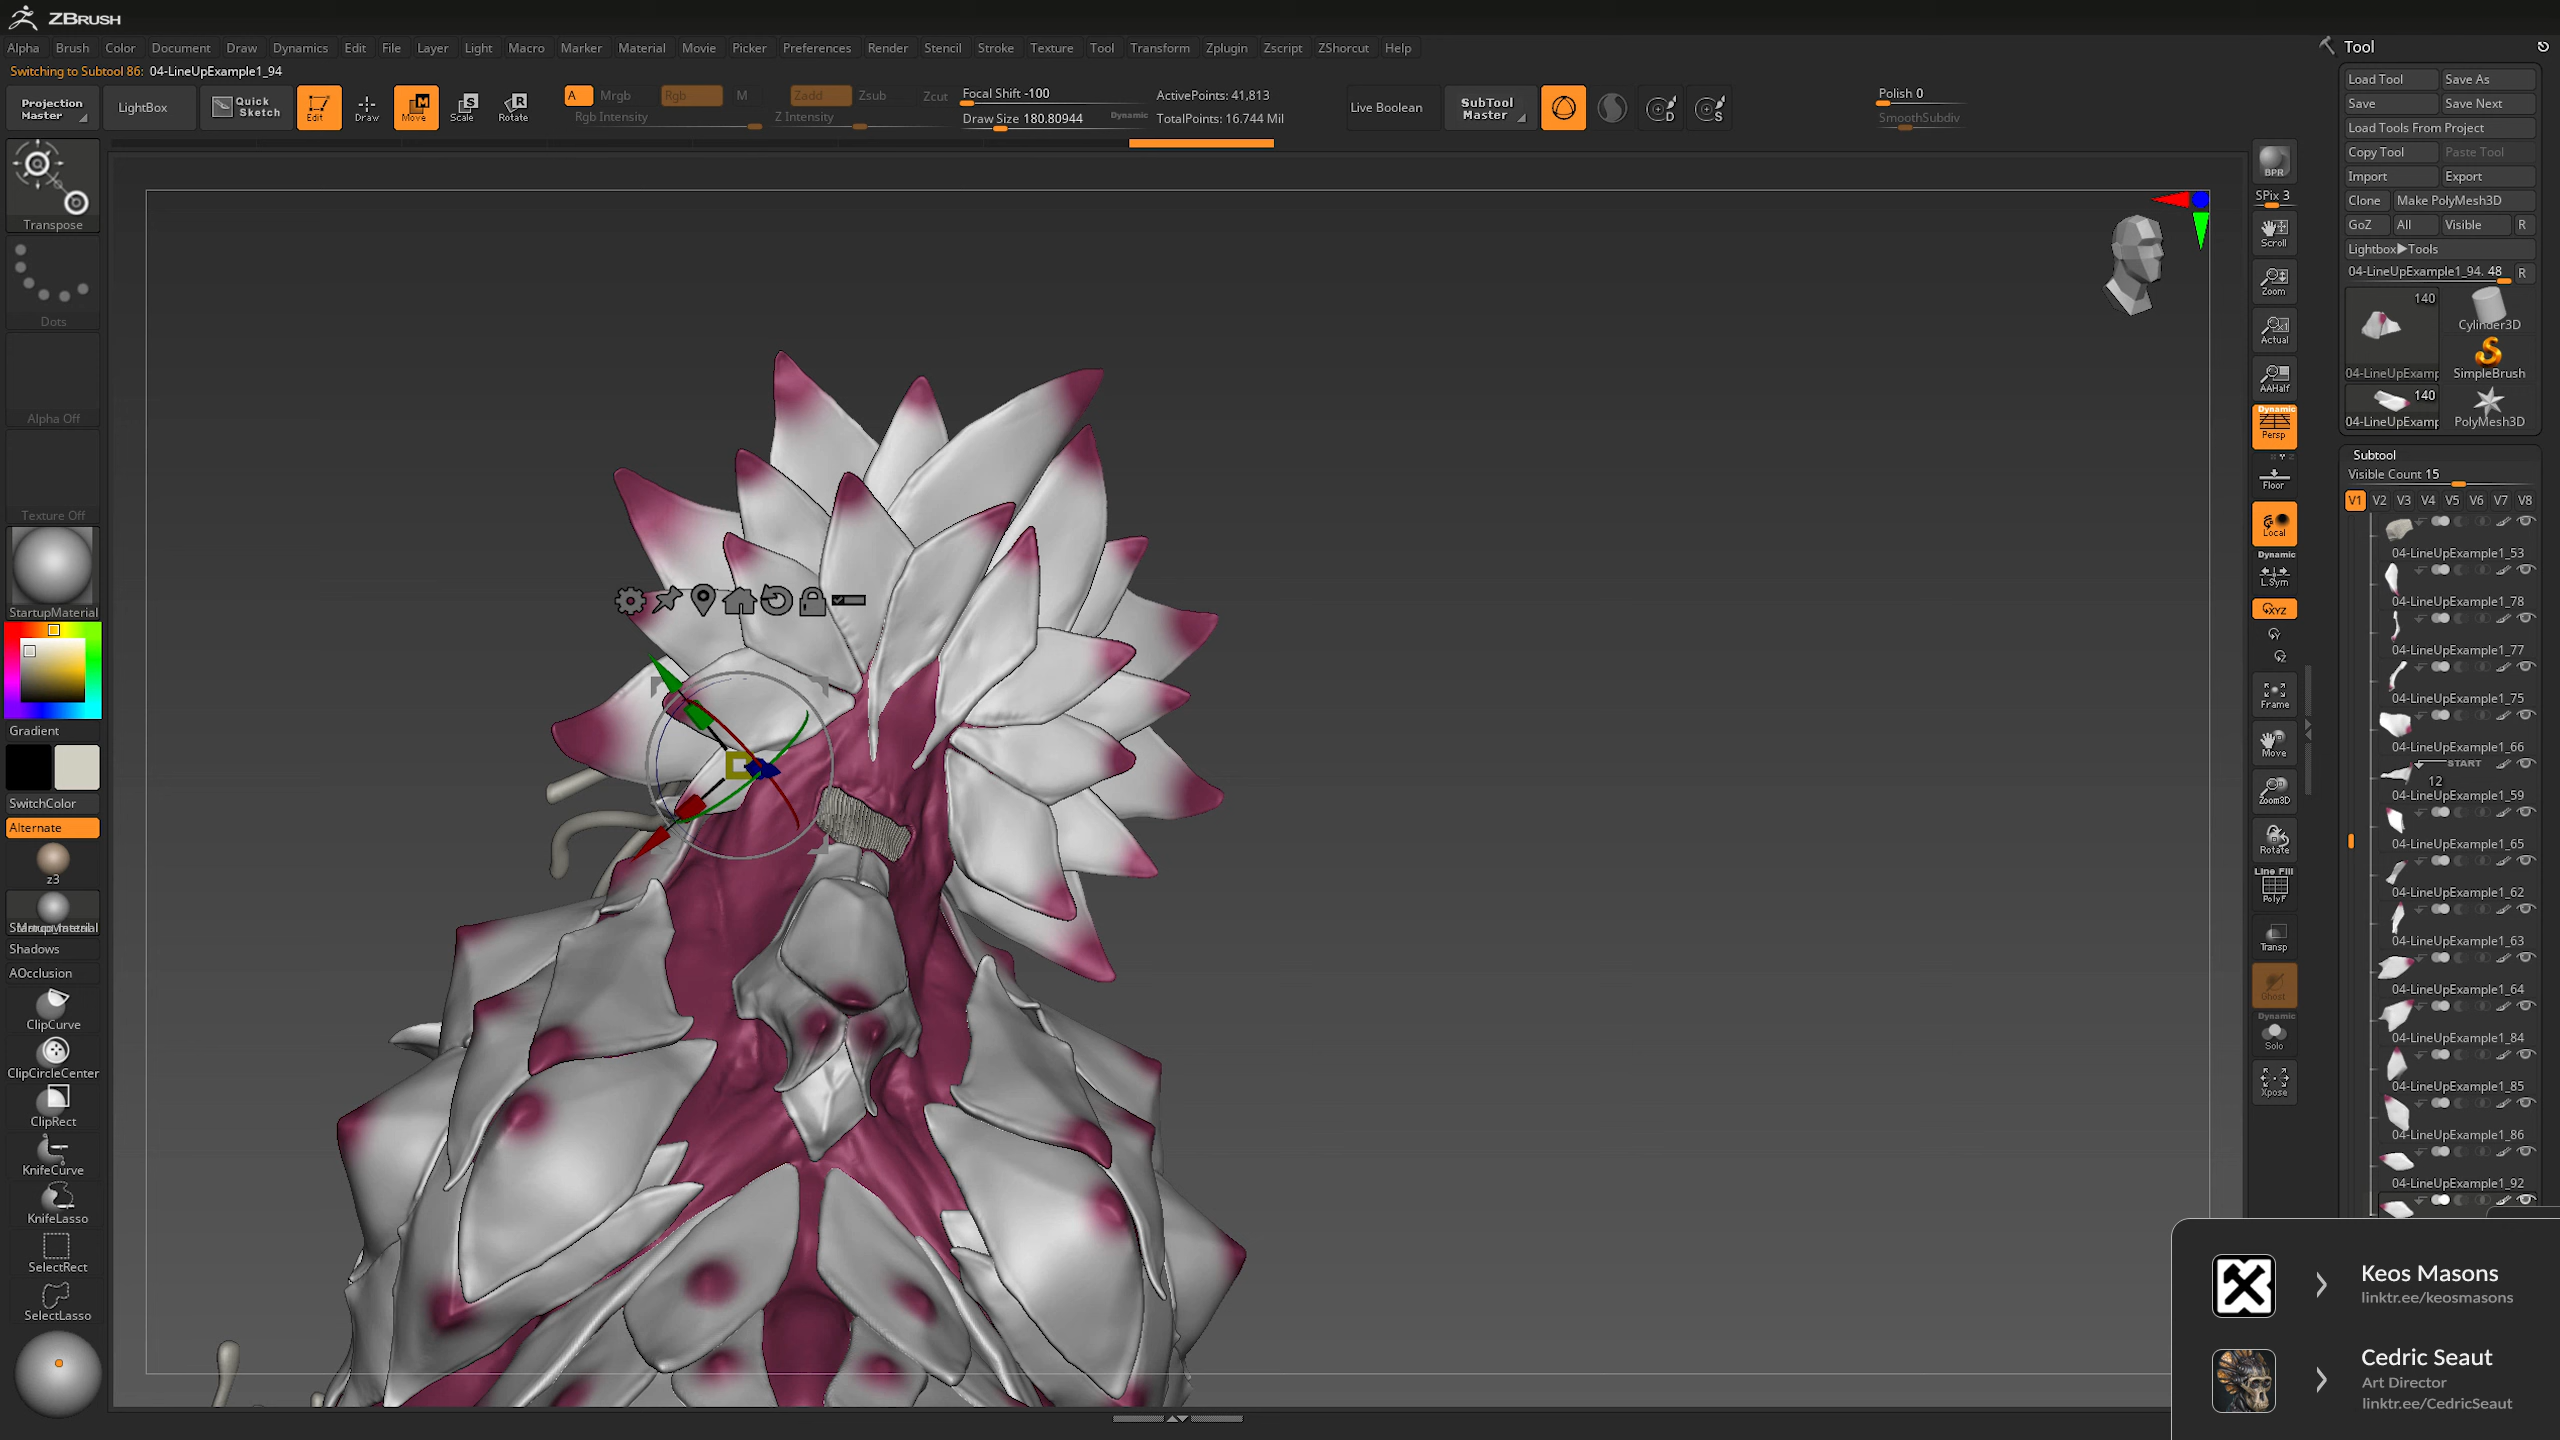 ZBRUSH
Alpha Brush Color Document Draw Dynamics Edit File Layer Light Macro Marker Material Movie Picker Preferences Render Stencil Stroke Texture Tool Transform Zplugin Zscript ZShorcut Help
Switching to Subtool 86: 04-LineUpExample1_94
Projection Master
LightBox
Quick Sketch
Edit
Draw
Move
Scale
Rotate
A Mrgb Rgb M
Rgb Intensity
Zadd Zsub Zcut
Z Intensity
Focal Shift -100
Draw Size 180.80944
Dynamic
ActivePoints: 41,813
TotalPoints: 16.744 Mil
Live Boolean
SubTool Master
D
S
Polish 0
SmoothSubdiv
Transpose
Dots
Alpha Off
Texture Off
StartupMaterial
Gradient
SwitchColor
Alternate
z3
Shadows
AOcclusion
ClipCurve
ClipCircleCenter
ClipRect
KnifeCurve
KnifeLasso
SelectRect
SelectLasso
BPR
SPix 3
Scroll
Zoom
Actual
AAHalf
Dynamic
Persp
Floor
Local
Dynamic
L.Sym
XYZ
Y
Z
Frame
Move
Zoom3D
Rotate
Line Fill
PolyF
Transp
Ghost
Dynamic
Solo
Xpose
Tool
Load Tool Save As
Save Save Next
Load Tools From Project
Copy Tool Paste Tool
Import Export
Clone Make PolyMesh3D
GoZ All Visible R
Lightbox▶Tools
04-LineUpExample1_94. 48 R
140
Cylinder3D
04-LineUpExamp SimpleBrush
140
04-LineUpExamp PolyMesh3D
Subtool
Visible Count 15
V1 V2 V3 V4 V5 V6 V7 V8
04-LineUpExample1_53
04-LineUpExample1_78
04-LineUpExample1_77
04-LineUpExample1_75
04-LineUpExample1_66
START
12
04-LineUpExample1_59
04-LineUpExample1_65
04-LineUpExample1_62
04-LineUpExample1_63
04-LineUpExample1_64
04-LineUpExample1_84
04-LineUpExample1_85
04-LineUpExample1_86
04-LineUpExample1_92
Keos Masons
linktr.ee/keosmasons
Cedric Seaut
Art Director
linktr.ee/CedricSeaut